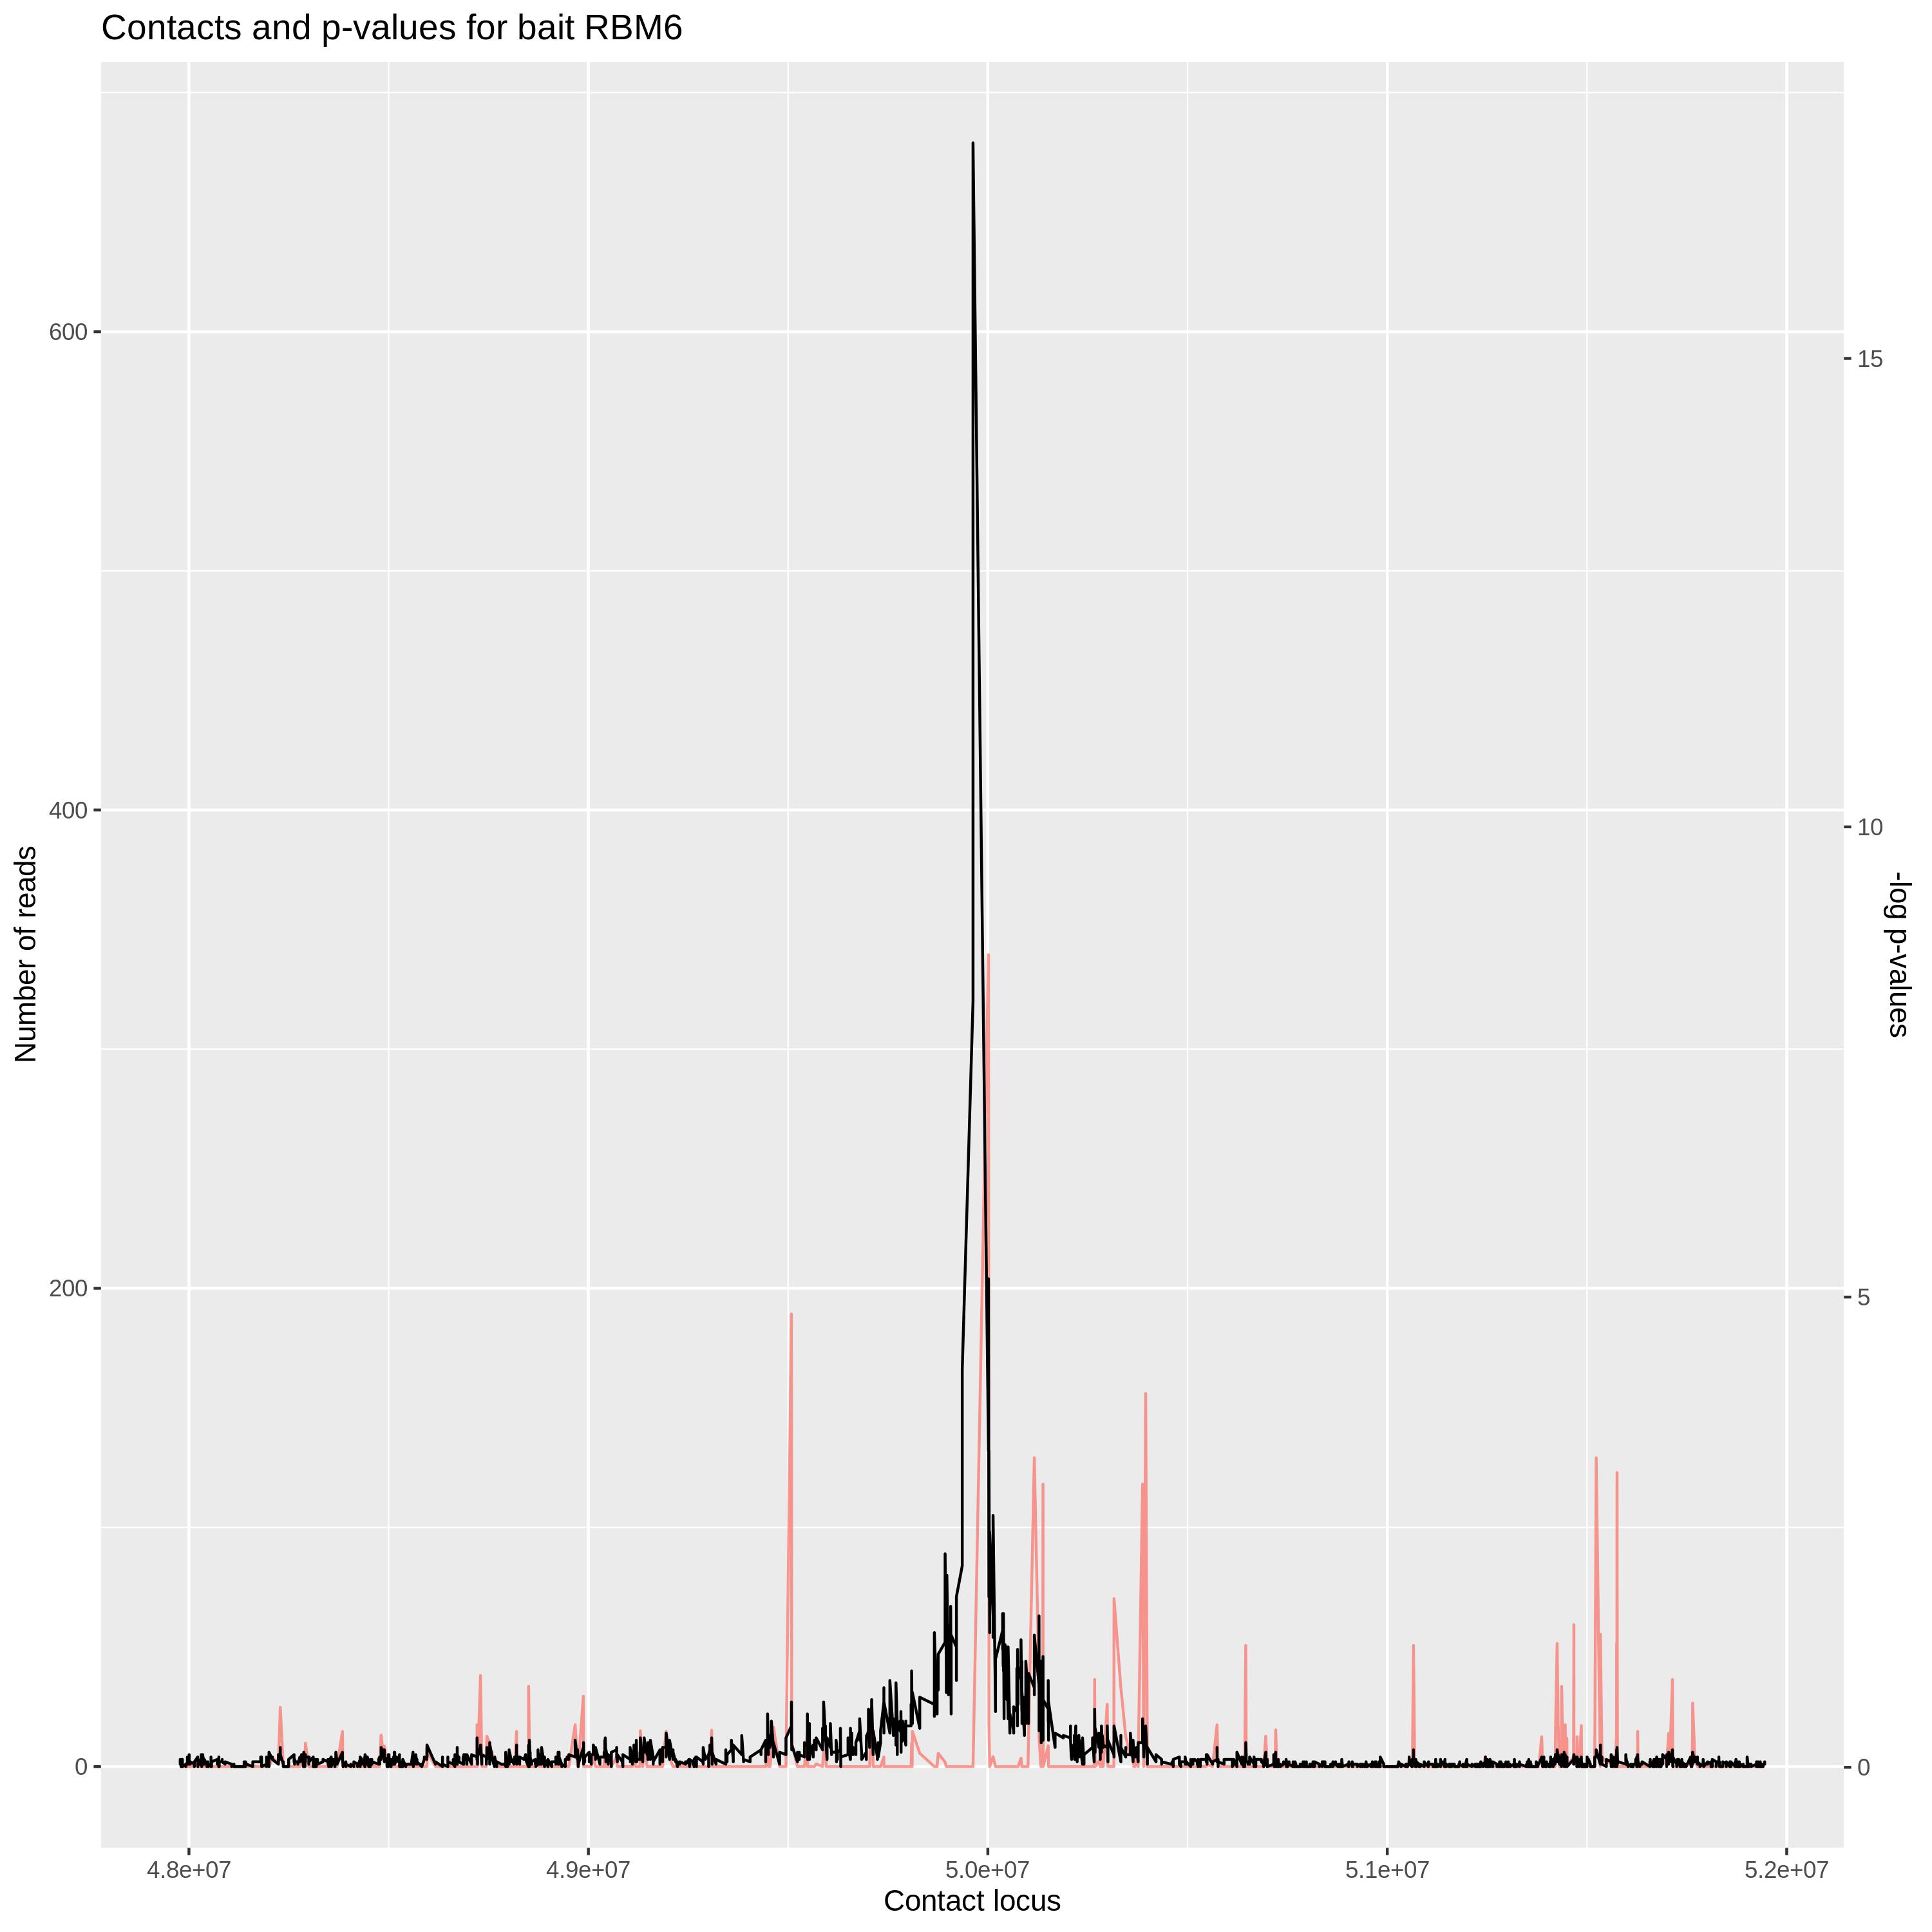 Contacts and p-values for bait RBM6
600
400
200
0
Number of reads
15
10
5
0
-log p-values
4.8e+07 4.9e+07 5.0e+07 5.1e+07 5.2e+07
Contact locus